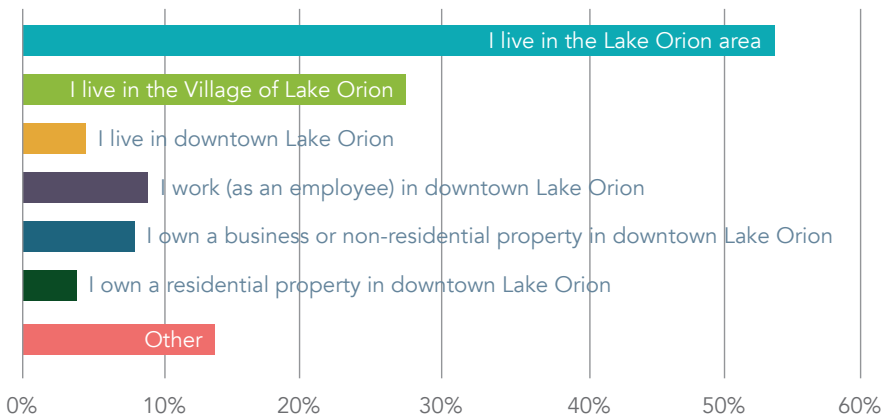 I live in the Lake Orion area
I live in the Village of Lake Orion
I live in downtown Lake Orion
I work (as an employee) in downtown Lake Orion
I own a business or non-residential property in downtown Lake Orion
I own a residential property in downtown Lake Orion
Other
0% 10% 20% 30% 40% 50% 60%